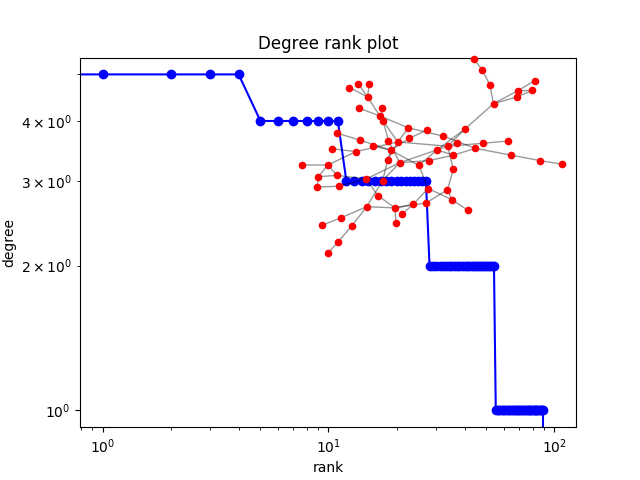 Degree rank plot
degree
4 × 10⁰
3 × 10⁰
2 × 10⁰
10⁰
10⁰ 10¹ 10²
rank